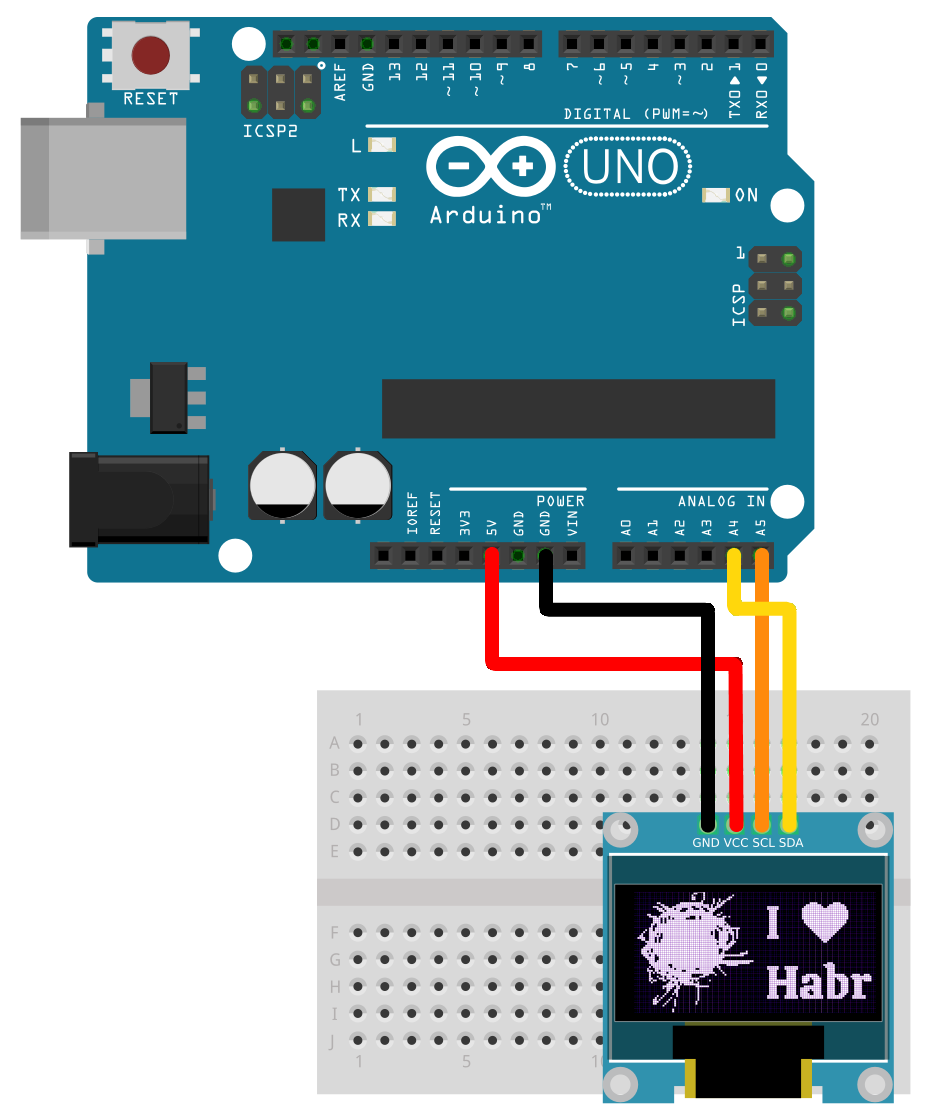 RESET
ICSP2
AREF
GND
13
12
~11
~10
~9
8
7
~6
~5
4
~3
2
TX0▶1
RX0◀0
DIGITAL (PWM=~)
L
TX
RX
Arduino™
UNO
ON
1
ICSP
IOREF
RESET
3V3
5V
GND
GND
VIN
POWER
A0
A1
A2
A3
A4
A5
ANALOG IN
1 5 10 20
A
B
C
D
E
GND VCC SCL SDA
I ♥
Habr
F
G
H
I
J
1 5